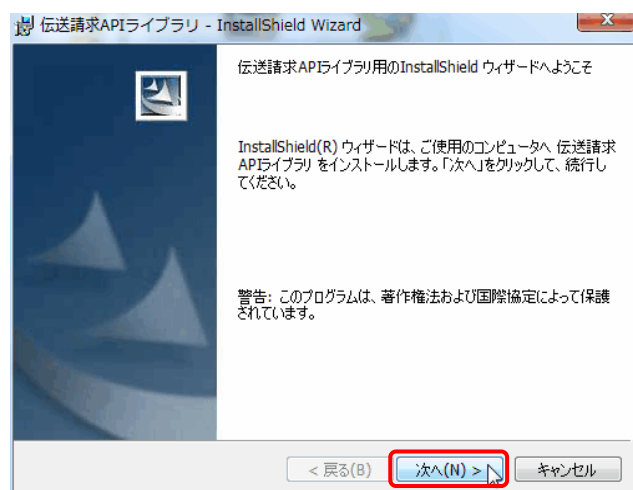 伝送請求APIライブラリ - InstallShield Wizard
伝送請求APIライブラリ用のInstallShield ウィザードへようこそ
InstallShield(R) ウィザードは、ご使用のコンピュータへ 伝送請求
APIライブラリ をインストールします。「次へ」をクリックして、続行し
てください。
警告: このプログラムは、著作権法および国際協定によって保護
されています。
< 戻る(B)
次へ(N) >
キャンセル